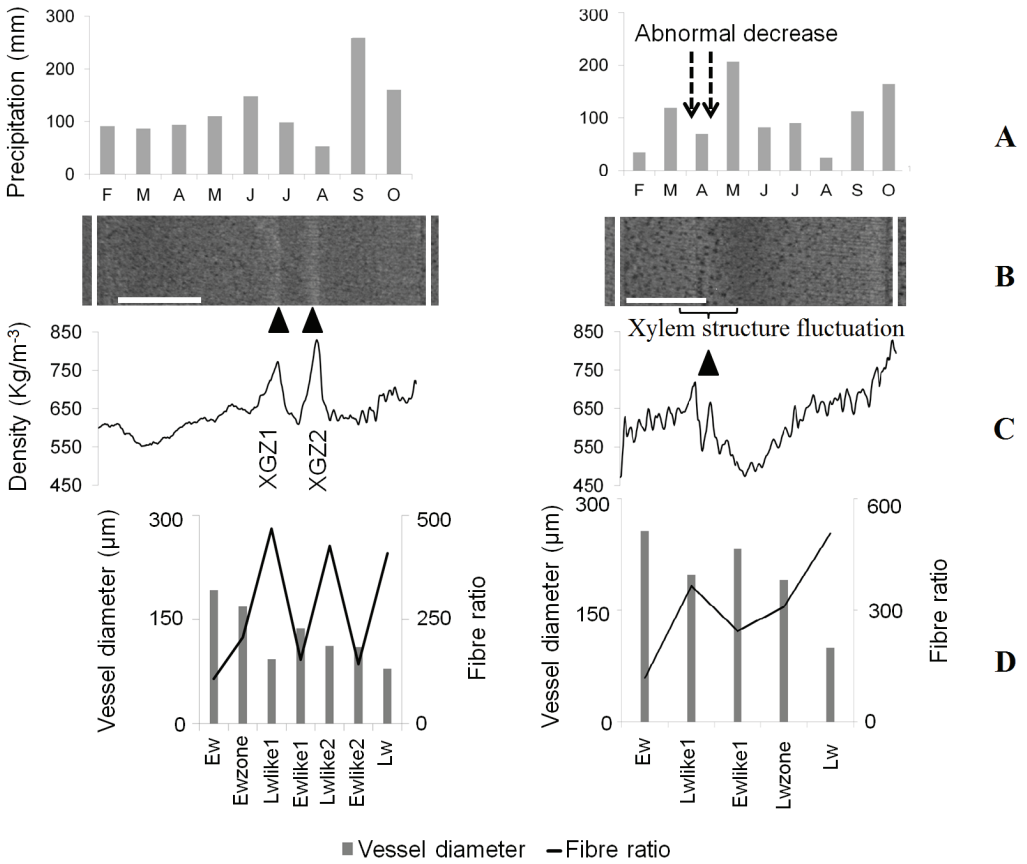 Precipitation (mm)
300
200
100
0
F M A M J J A S O
300
200
100
0
Abnormal decrease
F M A M J J A S O
A
B
Xylem structure fluctuation
Density (Kg/m-3)
850
750
650
550
450
XGZ1
XGZ2
850
750
650
550
450
C
Vessel diameter (µm)
300
150
0
500
250
0
Fibre ratio
Ew
Ewzone
Lwlike1
Ewlike1
Lwlike2
Ewlike2
Lw
Vessel diameter (µm)
300
150
0
600
300
0
Fibre ratio
Ew
Lwlike1
Ewlike1
Lwzone
Lw
D
Vessel diameter Fibre ratio